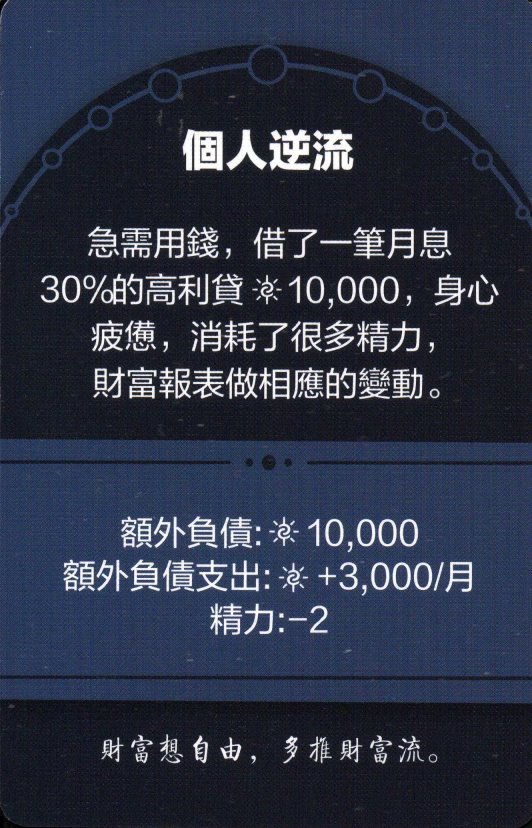 個人逆流
急需用錢，借了一筆月息
30%的高利貸 10,000，身心
疲憊，消耗了很多精力，
財富報表做相應的變動。
額外負債: 10,000
額外負債支出: +3,000/月
精力:-2
財富想自由，多推財富流。